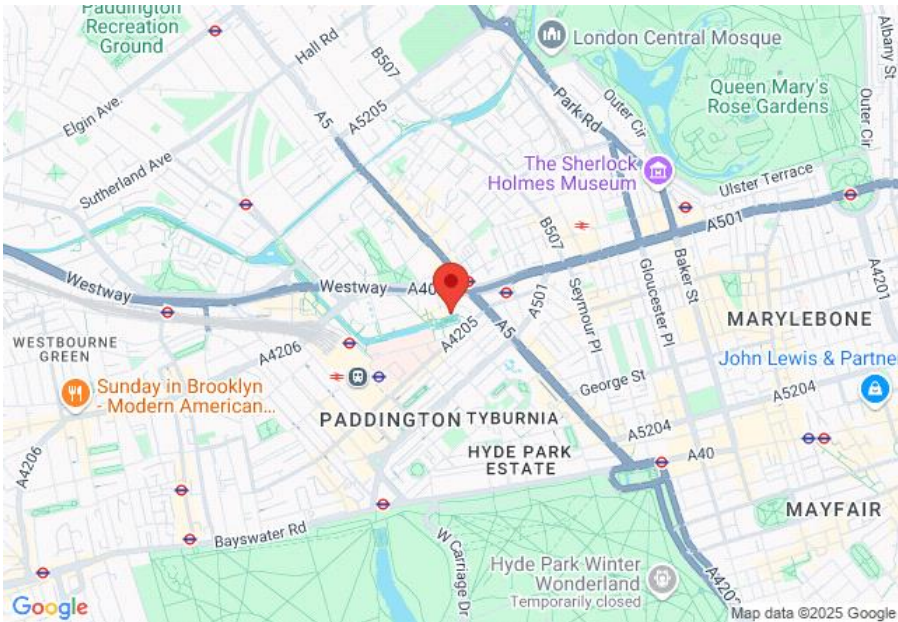 Paddington
Recreation
Ground
Hall Rd
B507
A5
A5205
Elgin Ave.
Sutherland Ave
London Central Mosque
Park Rd
Outer Cir
Queen Mary's
Rose Gardens
Albany St
Outer Cir
The Sherlock
Holmes Museum
Ulster Terrace
B507
A501
Westway
Westway
A40
A4205
A5
A501
Seymour Pl
Gloucester Pl
Baker St
A4201
MARYLEBONE
WESTBOURNE
GREEN
A4206
John Lewis & Partne
Sunday in Brooklyn
- Modern American...
George St
A5204
PADDINGTON
TYBURNIA
A5204
A4206
HYDE PARK
ESTATE
A40
MAYFAIR
Bayswater Rd
W Carriage Dr
Hyde Park Winter
Wonderland
Temporarily closed
A4202
Google
Map data ©2025 Google